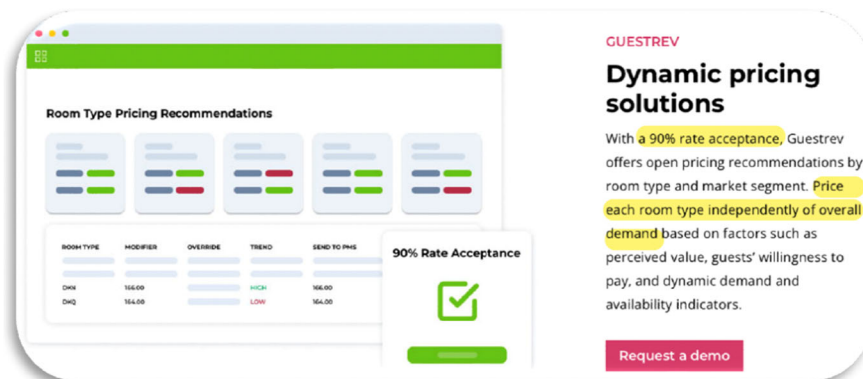 Room Type Pricing Recommendations
ROOM TYPE MODIFIER OVERRIDE TREND SEND TO PMS
DKN 166.00 HIGH 166.00
DKQ 164.00 LOW 164.00
90% Rate Acceptance
GUESTREV
Dynamic pricing
solutions
With a 90% rate acceptance, Guestrev
offers open pricing recommendations by
room type and market segment. Price
each room type independently of overall
demand based on factors such as
perceived value, guests' willingness to
pay, and dynamic demand and
availability indicators.
Request a demo